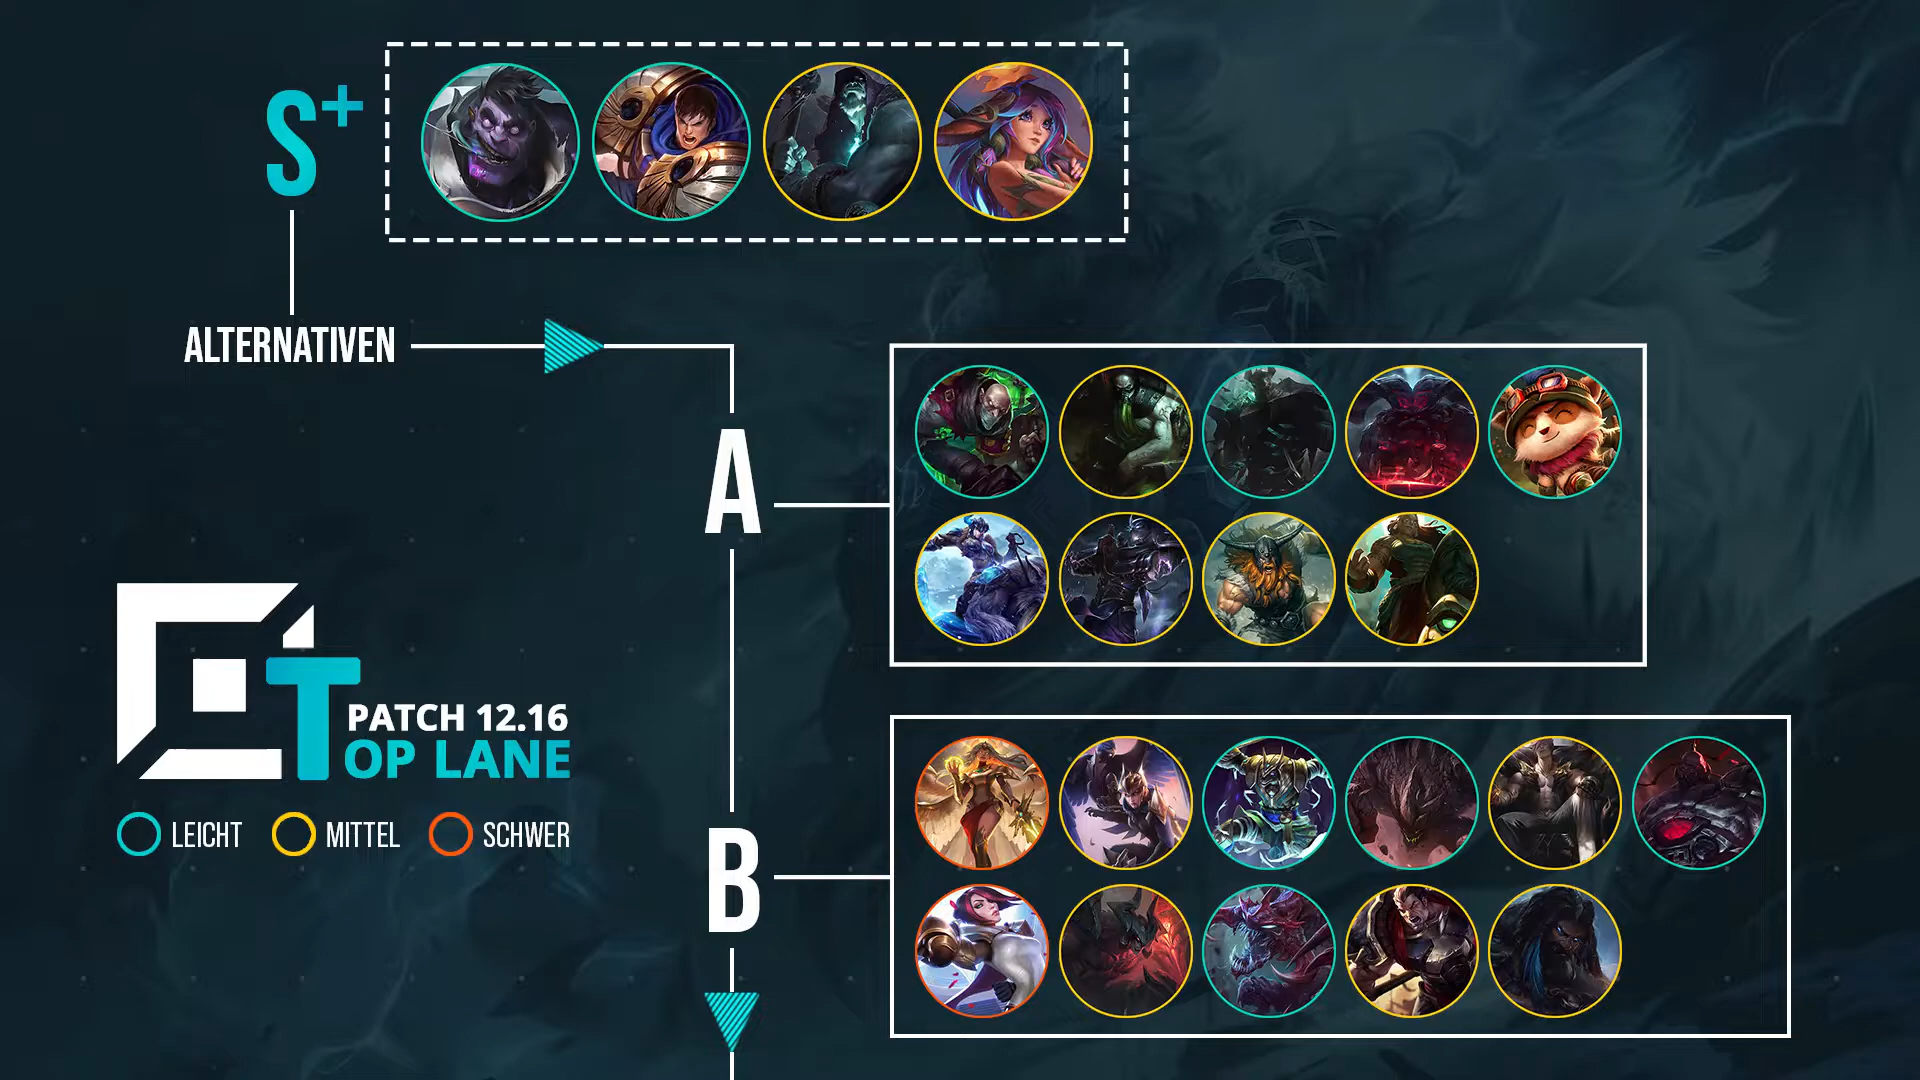 S+
ALTERNATIVEN
A
PATCH 12.16
TOP LANE
LEICHT MITTEL SCHWER
B